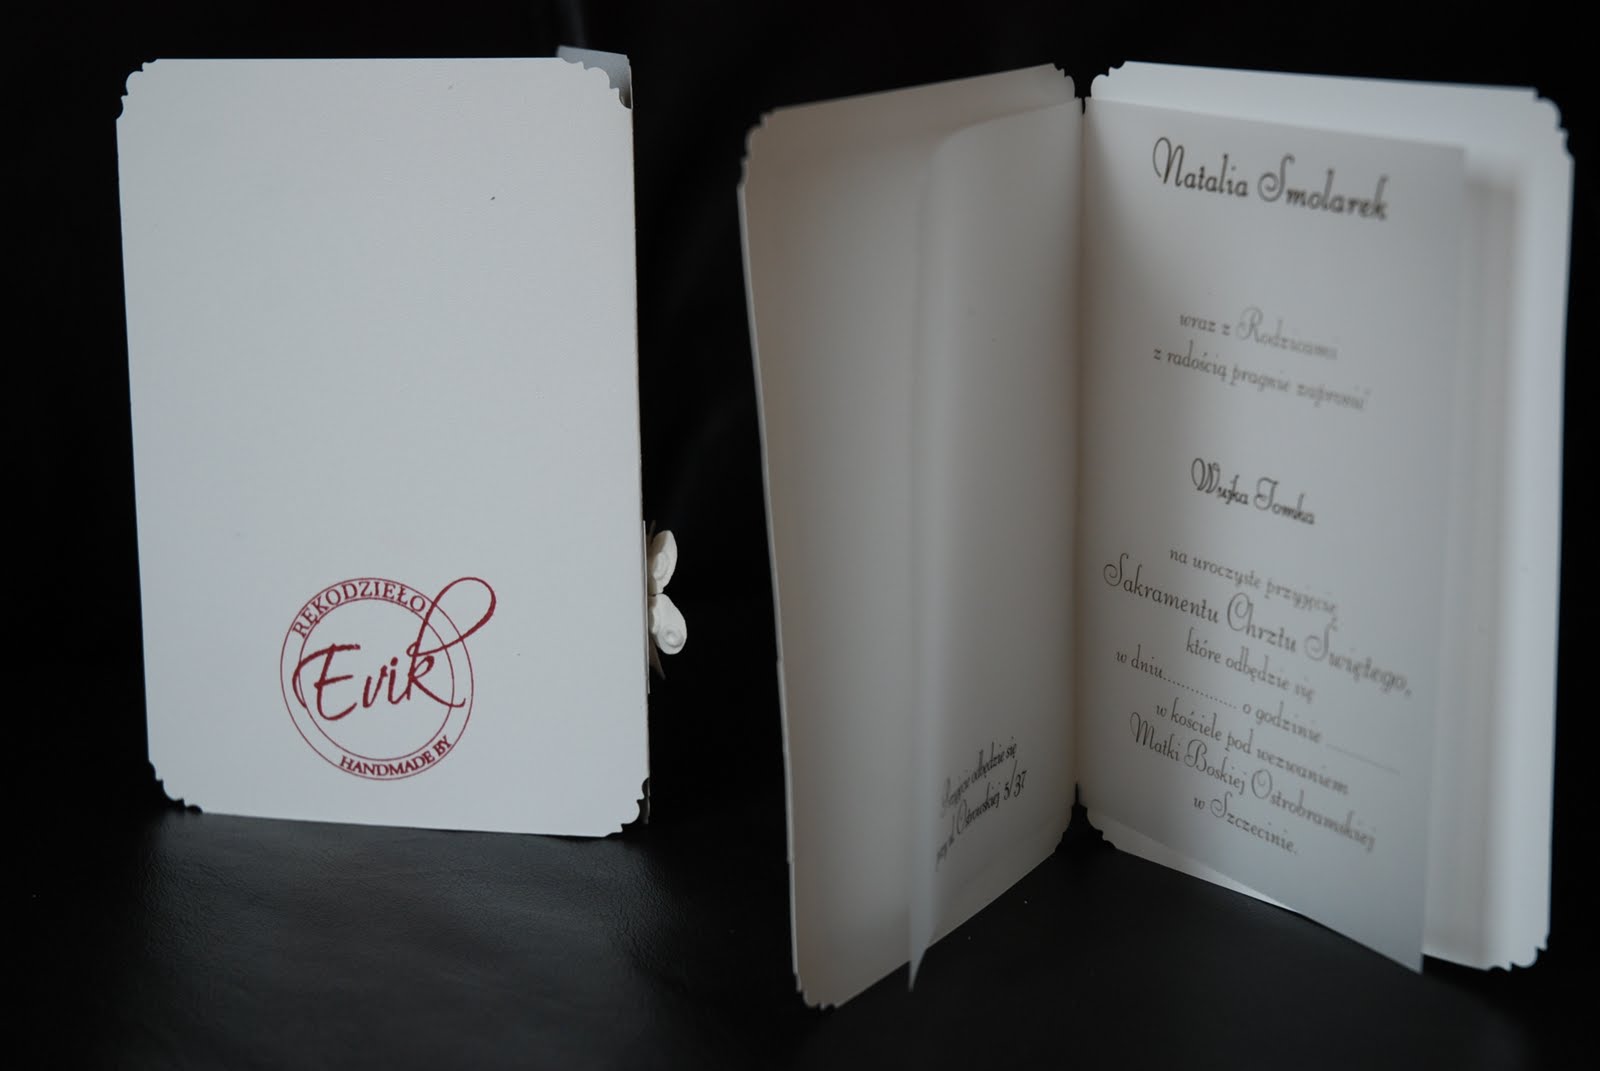 RĘKODZIEŁO
Evik
HANDMADE BY
Przyjęcie odbędzie się
przy ul. Ostrowskiej 5/37
Natalia Smolarek
wraz z Rodzicami
z radością pragnie zaprosić
Wujka Tomka
na uroczyste przyjęcie
Sakramentu Chrztu Świętego,
które odbędzie się
w dniu................ o godzinie ................
w kościele pod wezwaniem
Matki Boskiej Ostrobramskiej
w Szczecinie.